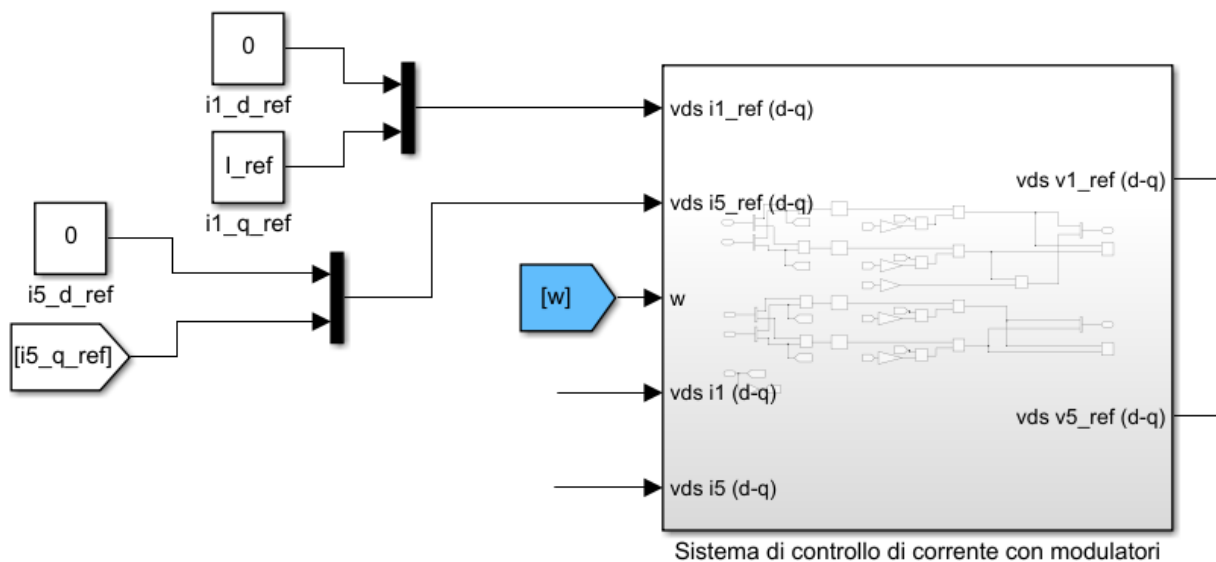 0
i1_d_ref
I_ref
i1_q_ref
0
i5_d_ref
[i5_q_ref]
[w]
vds i1_ref (d-q)
vds i5_ref (d-q)
w
vds i1 (d-q)
vds i5 (d-q)
vds v1_ref (d-q)
vds v5_ref (d-q)
Sistema di controllo di corrente con modulatori